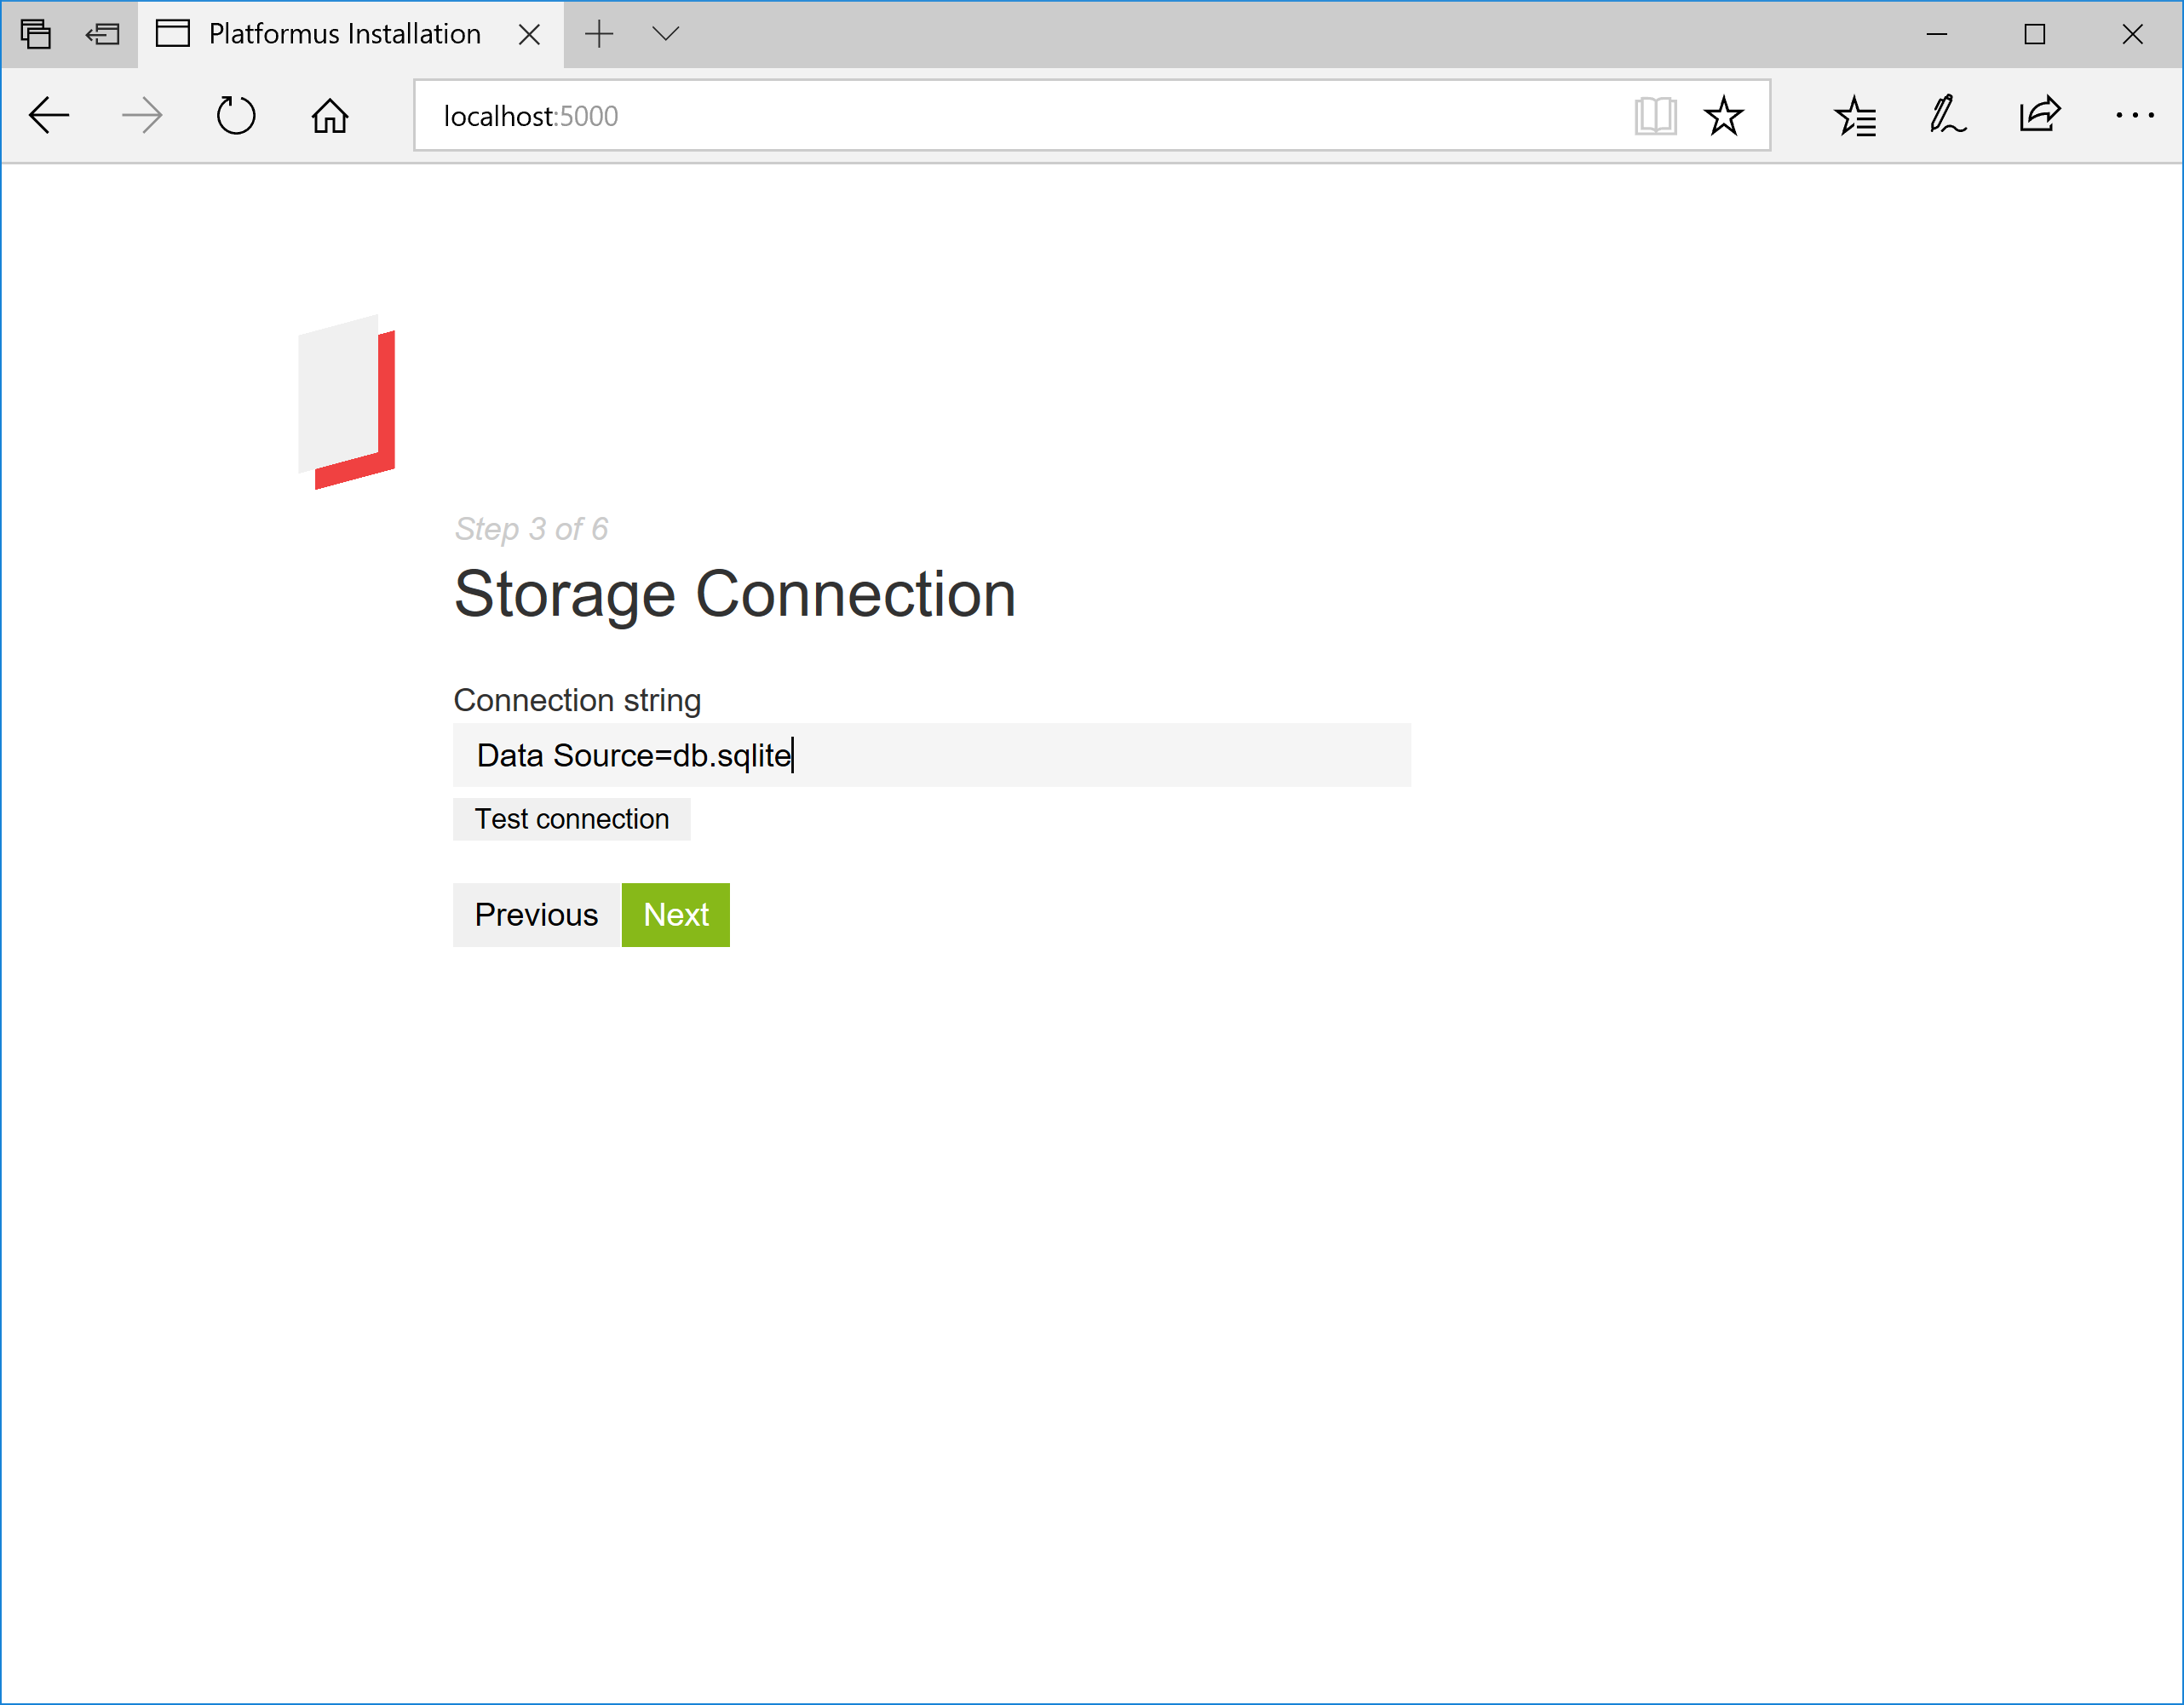 Platformus Installation
localhost:5000
Step 3 of 6
Storage Connection
Connection string
Data Source=db.sqlite
Test connection
Previous Next